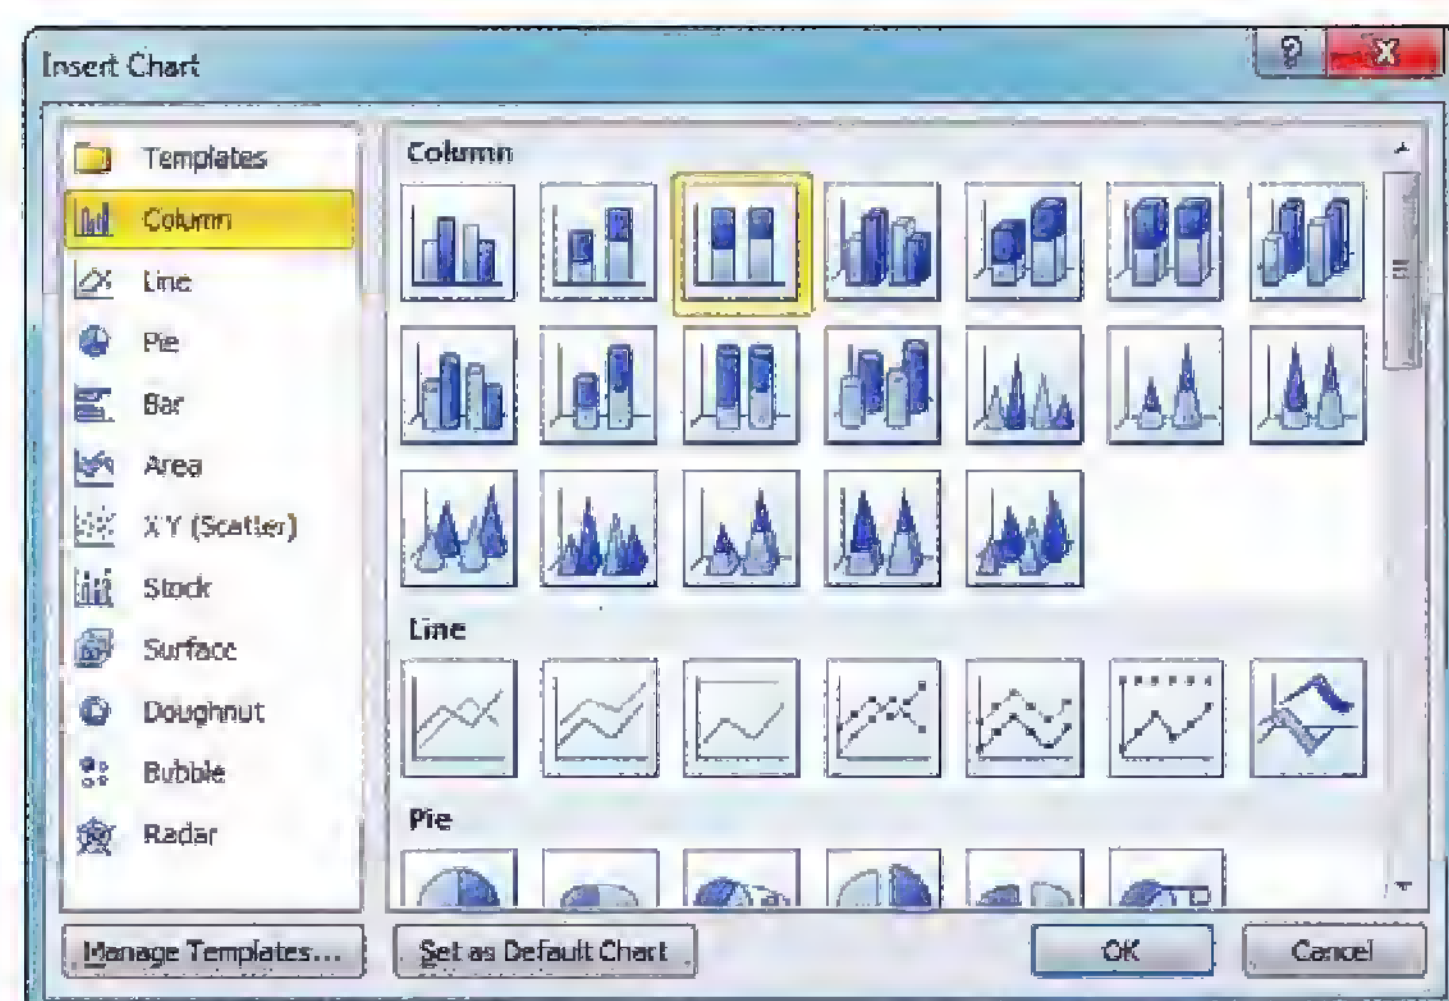 Insert Chart
Templates
Column
Line
Pie
Bar
Area
X Y (Scatter)
Stock
Surface
Doughnut
Bubble
Radar
Column
Line
Pie
Manage Templates...
Set as Default Chart
OK
Cancel